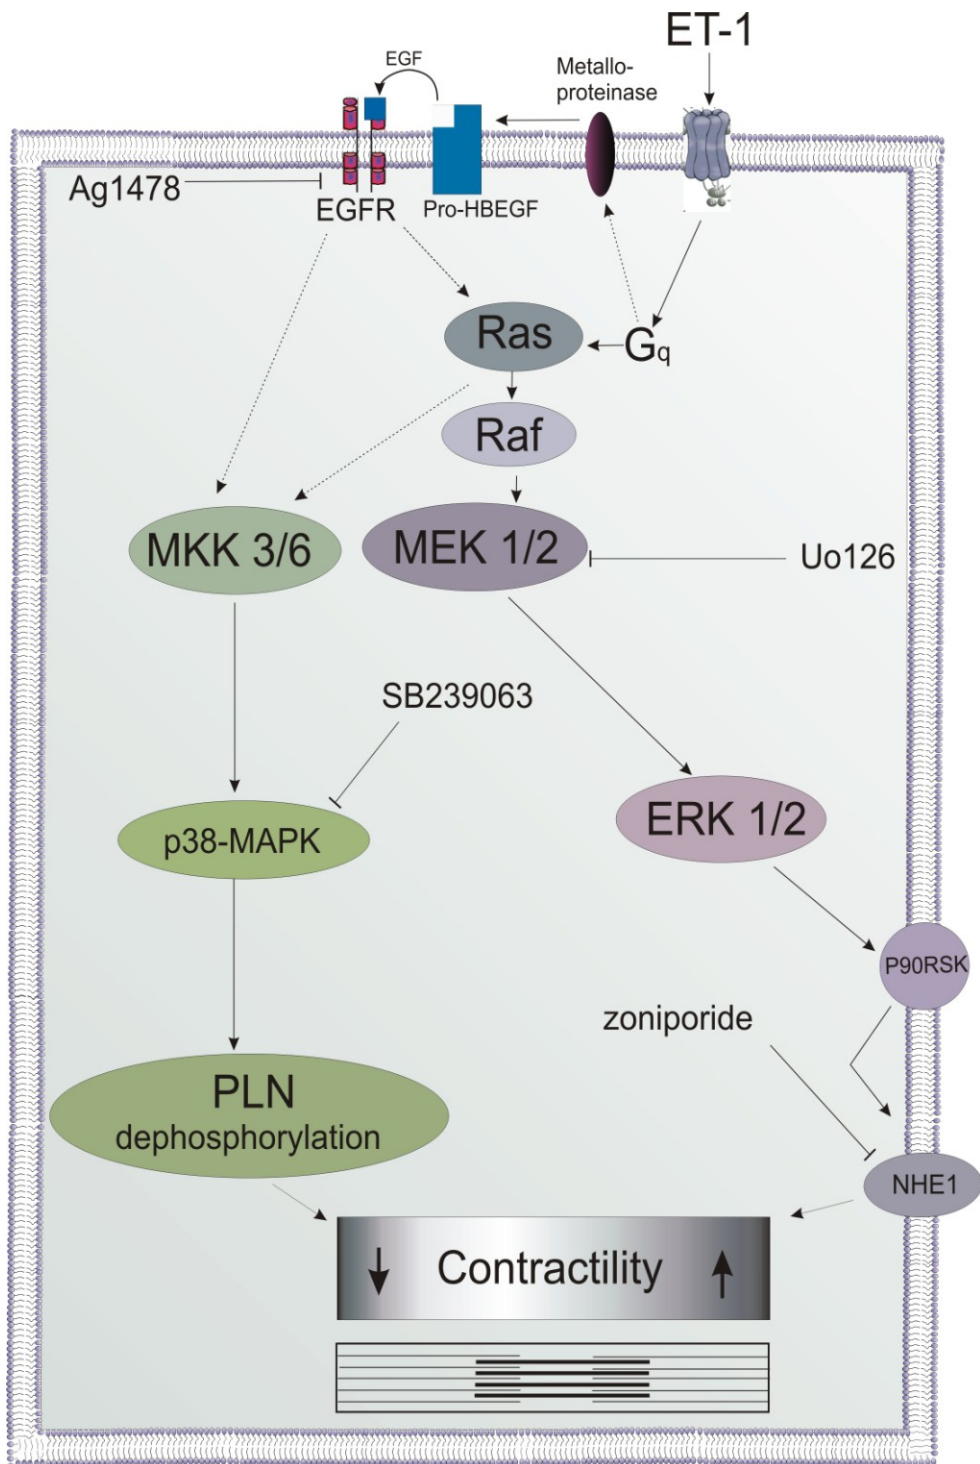 ET-1
EGF
Metallo-
proteinase
Ag1478
EGFR
Pro-HBEGF
Ras
Gq
Raf
MKK 3/6
MEK 1/2
Uo126
SB239063
p38-MAPK
ERK 1/2
P90RSK
zoniporide
PLN
dephosphorylation
NHE1
Contractility